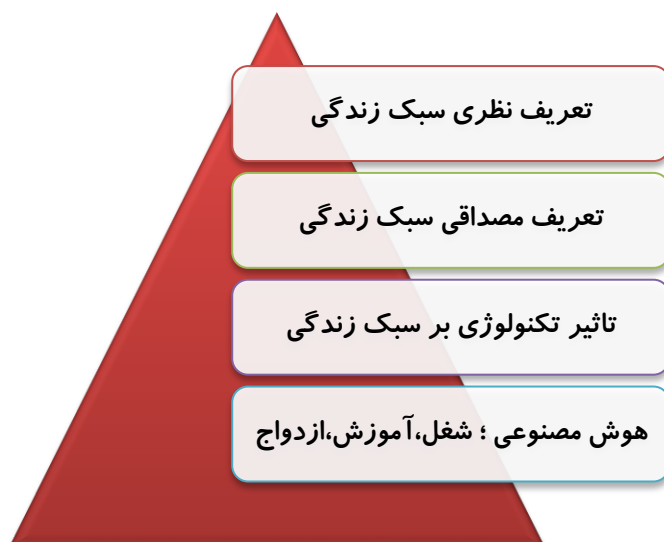 تعریف نظری سبک زندگی
تعریف مصداقی سبک زندگی
تاثیر تکنولوژی بر سبک زندگی
هوش مصنوعی ؛ شغل،آموزش،ازدواج